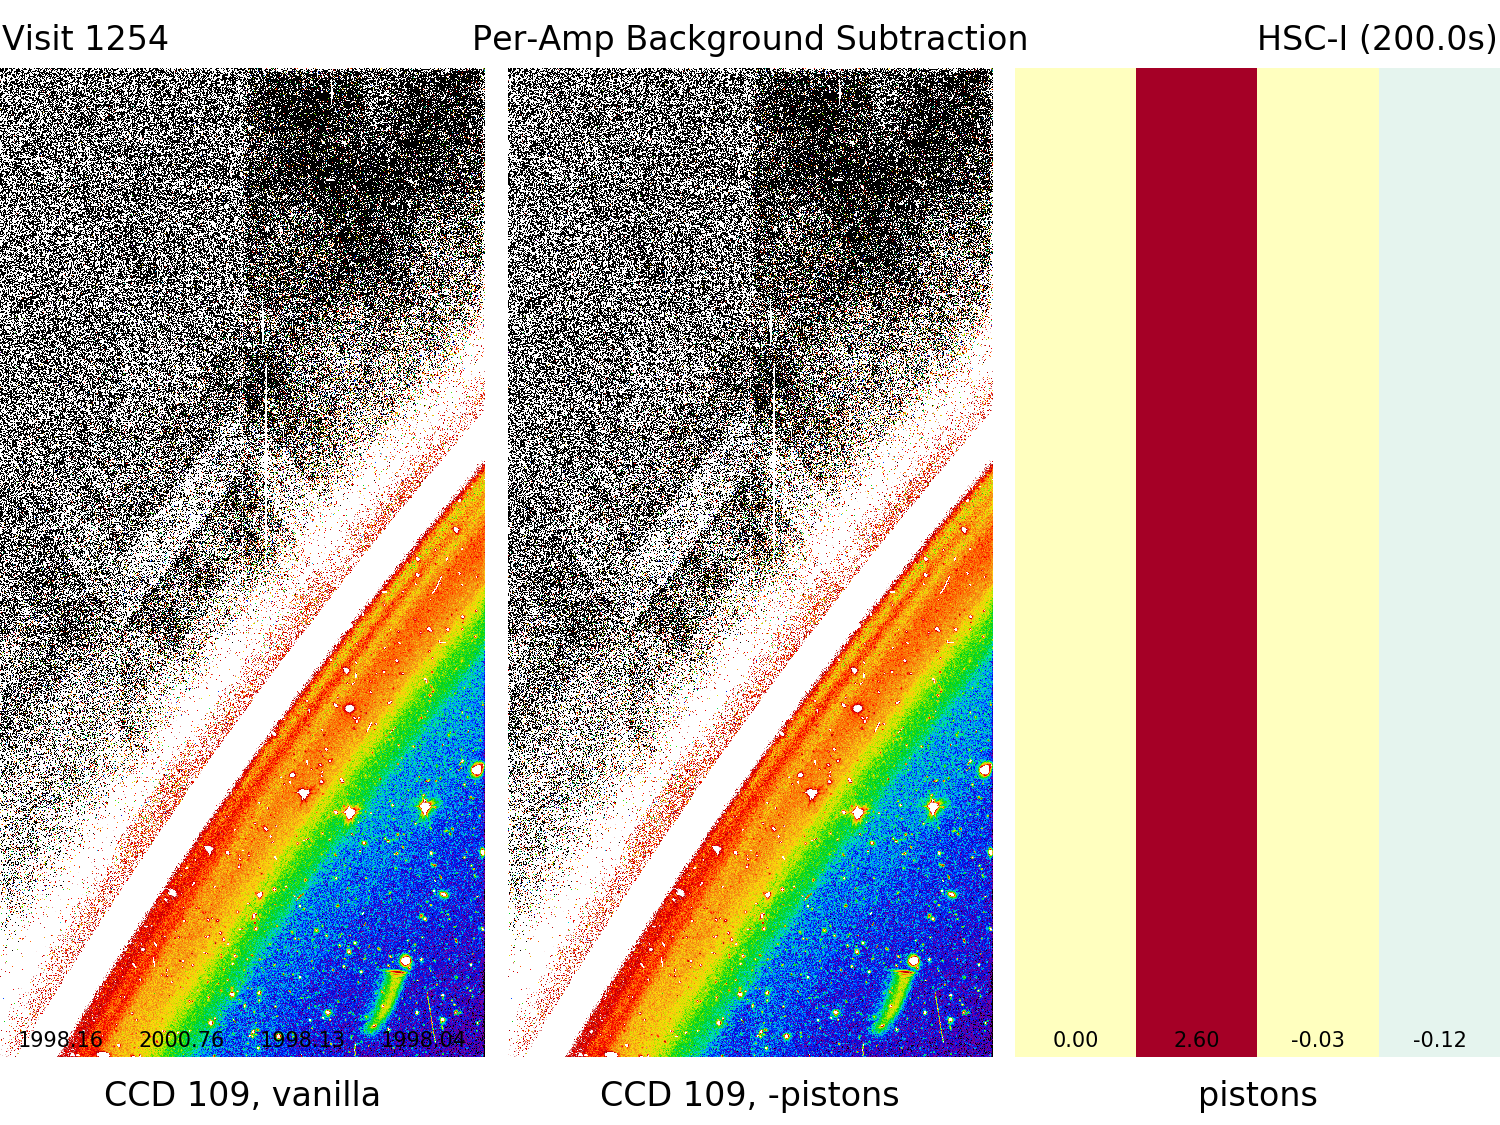 Visit 1254
Per-Amp Background Subtraction
HSC-I (200.0s)
1998.16 2000.76 1998.13 1998.04
0.00 2.60 -0.03 -0.12
CCD 109, vanilla
CCD 109, -pistons
pistons